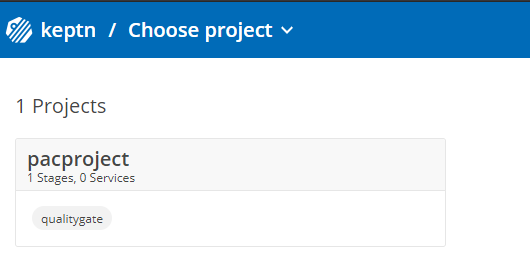 keptn / Choose project
1 Projects
pacproject
1 Stages, 0 Services
qualitygate